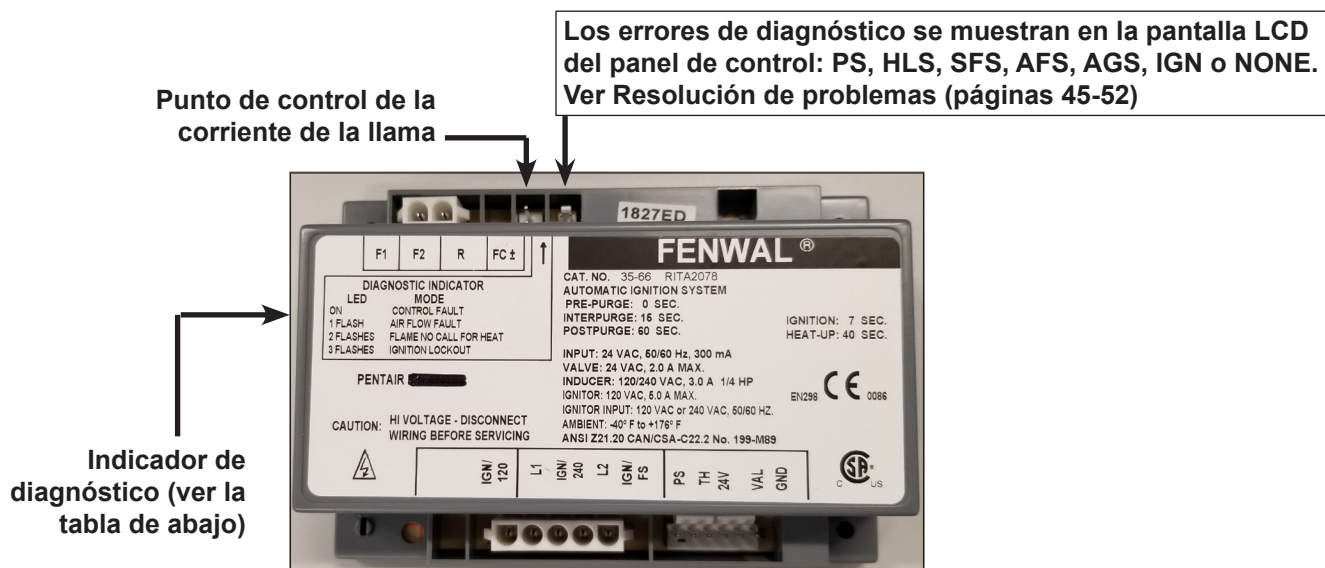 Los errores de diagnóstico se muestran en la pantalla LCD
del panel de control: PS, HLS, SFS, AFS, AGS, IGN o NONE.
Ver Resolución de problemas (páginas 45-52)
Punto de control de la
corriente de la llama
1827ED
F1 F2 R FC ±
DIAGNOSTIC INDICATOR
LED MODE
ON CONTROL FAULT
1 FLASH AIR FLOW FAULT
2 FLASHES FLAME NO CALL FOR HEAT
3 FLASHES IGNITION LOCKOUT
PENTAIR
CAUTION: HI VOLTAGE - DISCONNECT
WIRING BEFORE SERVICING
FENWAL ®
CAT. NO. 35-66 RITA2078
AUTOMATIC IGNITION SYSTEM
PRE-PURGE: 0 SEC.
INTERPURGE: 15 SEC.
POSTPURGE: 60 SEC.
IGNITION: 7 SEC.
HEAT-UP: 40 SEC.
INPUT: 24 VAC, 50/60 Hz, 300 mA
VALVE: 24 VAC, 2.0 A MAX.
INDUCER: 120/240 VAC, 3.0 A 1/4 HP
IGNITOR: 120 VAC, 5.0 A MAX.
IGNITOR INPUT: 120 VAC or 240 VAC, 50/60 HZ.
AMBIENT: -40° F to +176° F
ANSI Z21.20 CAN/CSA-C22.2 No. 199-M89
EN298 CE 0086
IGN/120 L1 IGN/240 L2 IGN/FS PS TH 24V VAL GND
C SA® US
Indicador de
diagnóstico (ver la
tabla de abajo)